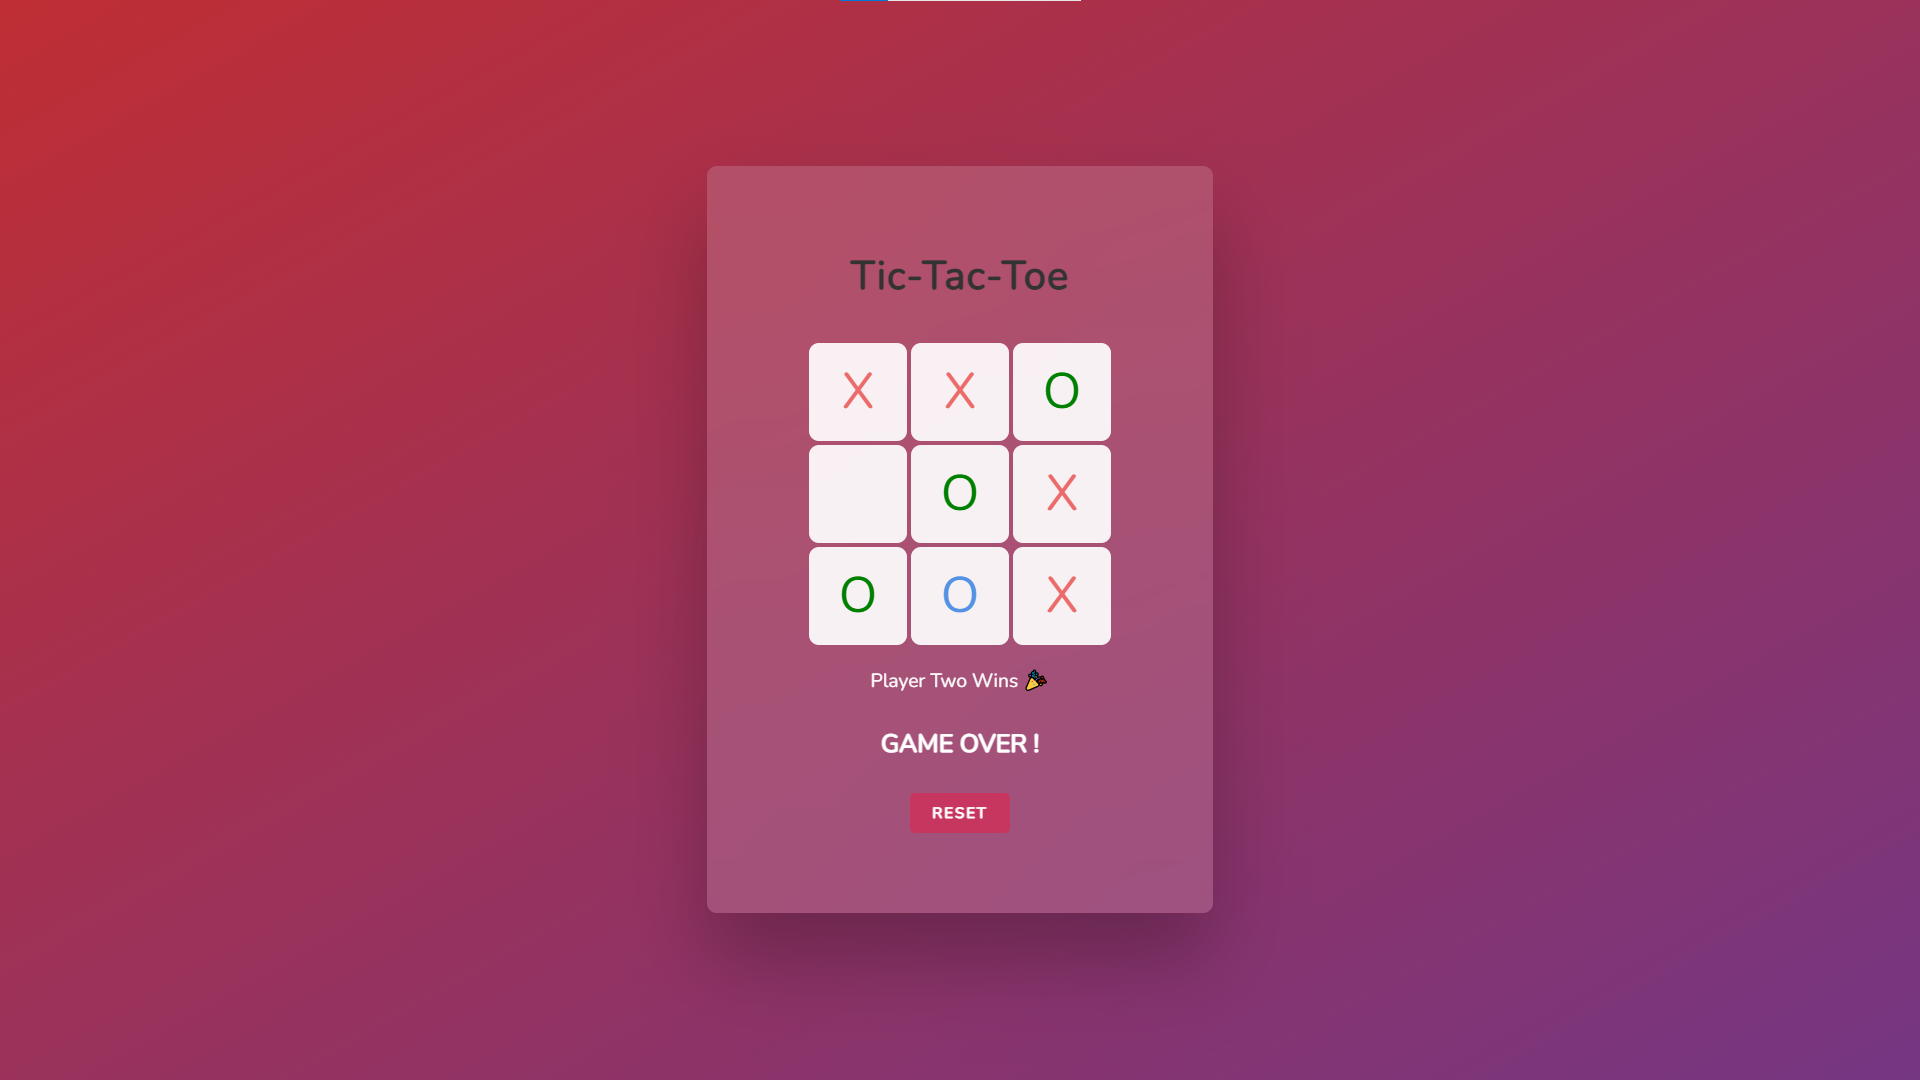 Tic-Tac-Toe
X X O
O X
O O X
Player Two Wins 🎉
GAME OVER !
RESET